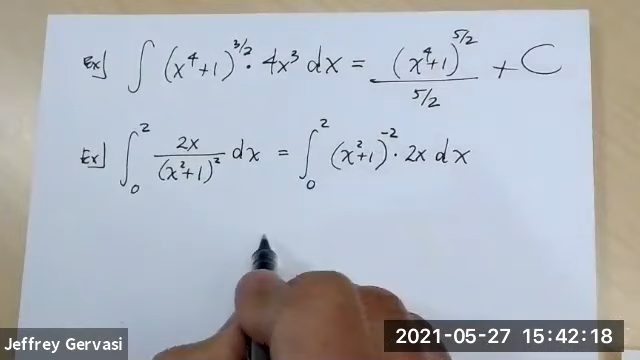 Ex] ∫ (x⁴+1)^{3/2} · 4x³ dx = (x⁴+1)^{5/2} / (5/2) + C
Ex] ∫₀² 2x/(x²+1)² dx = ∫₀² (x²+1)⁻² · 2x dx
Jeffrey Gervasi
2021-05-27 15:42:18